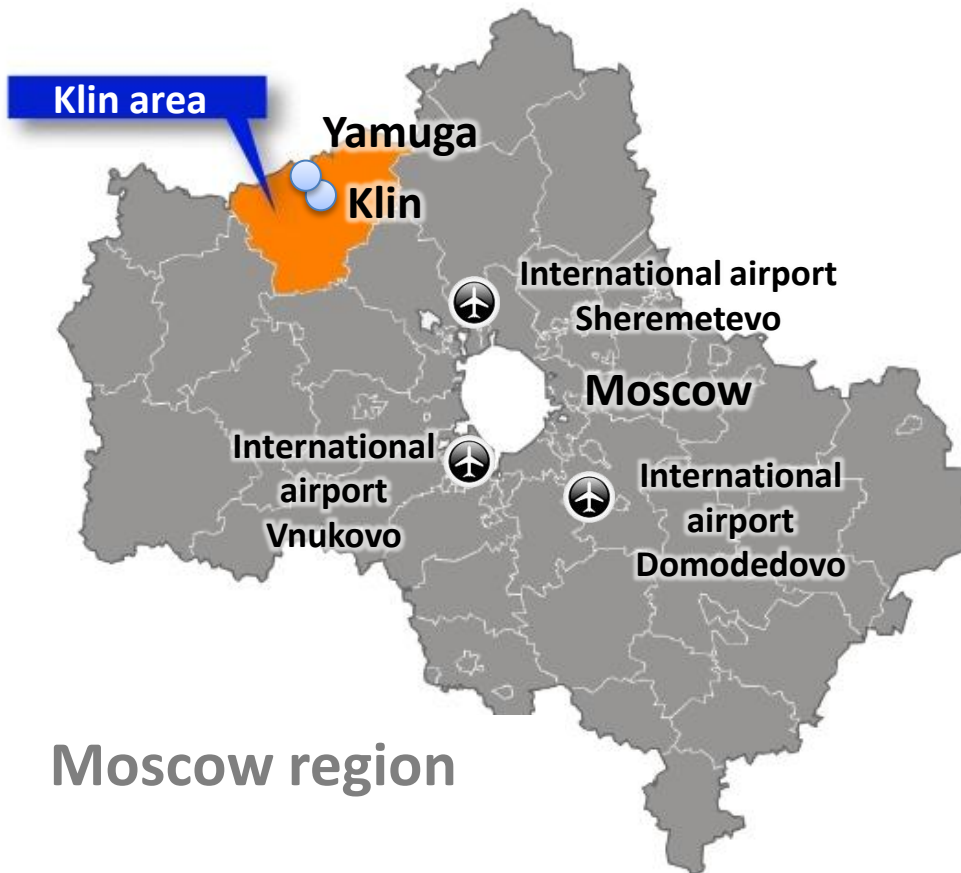 Klin area
Yamuga
Klin
International airport
Sheremetevo
Moscow
International
airport
Vnukovo
International
airport
Domodedovo
Moscow region